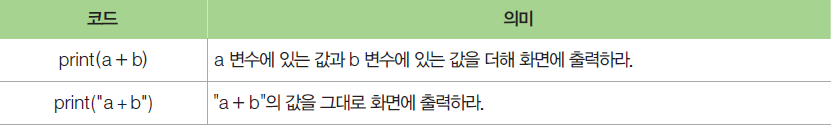 코드 의미
print(a + b) a 변수에 있는 값과 b 변수에 있는 값을 더해 화면에 출력하라.
print("a + b") "a + b"의 값을 그대로 화면에 출력하라.